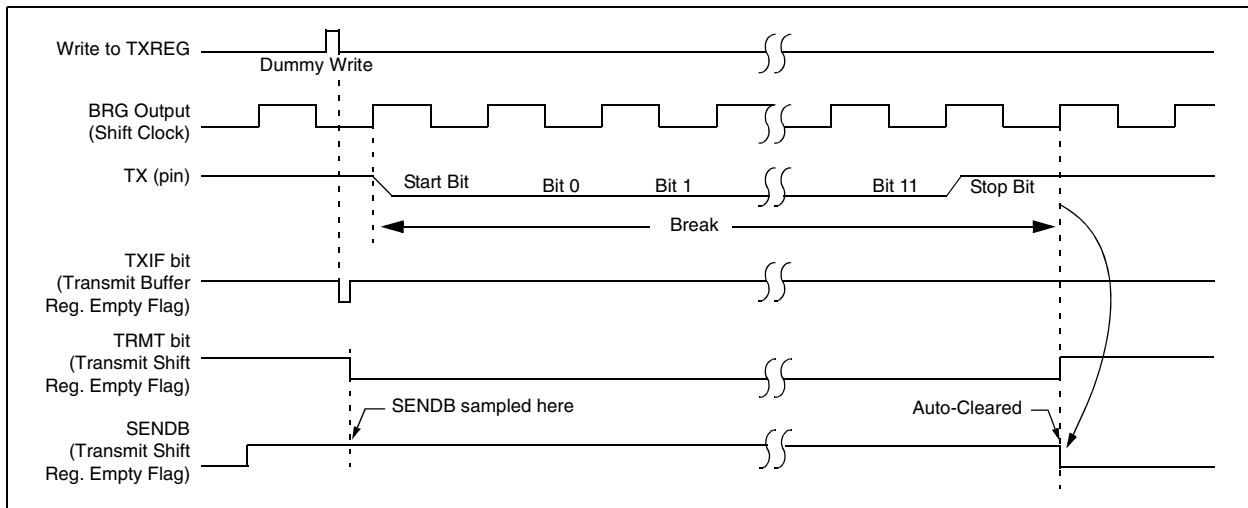 Write to TXREG
Dummy Write
BRG Output
(Shift Clock)
TX (pin)
Start Bit
Bit 0
Bit 1
Bit 11
Stop Bit
Break
TXIF bit
(Transmit Buffer
Reg. Empty Flag)
TRMT bit
(Transmit Shift
Reg. Empty Flag)
SENDB sampled here
Auto-Cleared
SENDB
(Transmit Shift
Reg. Empty Flag)